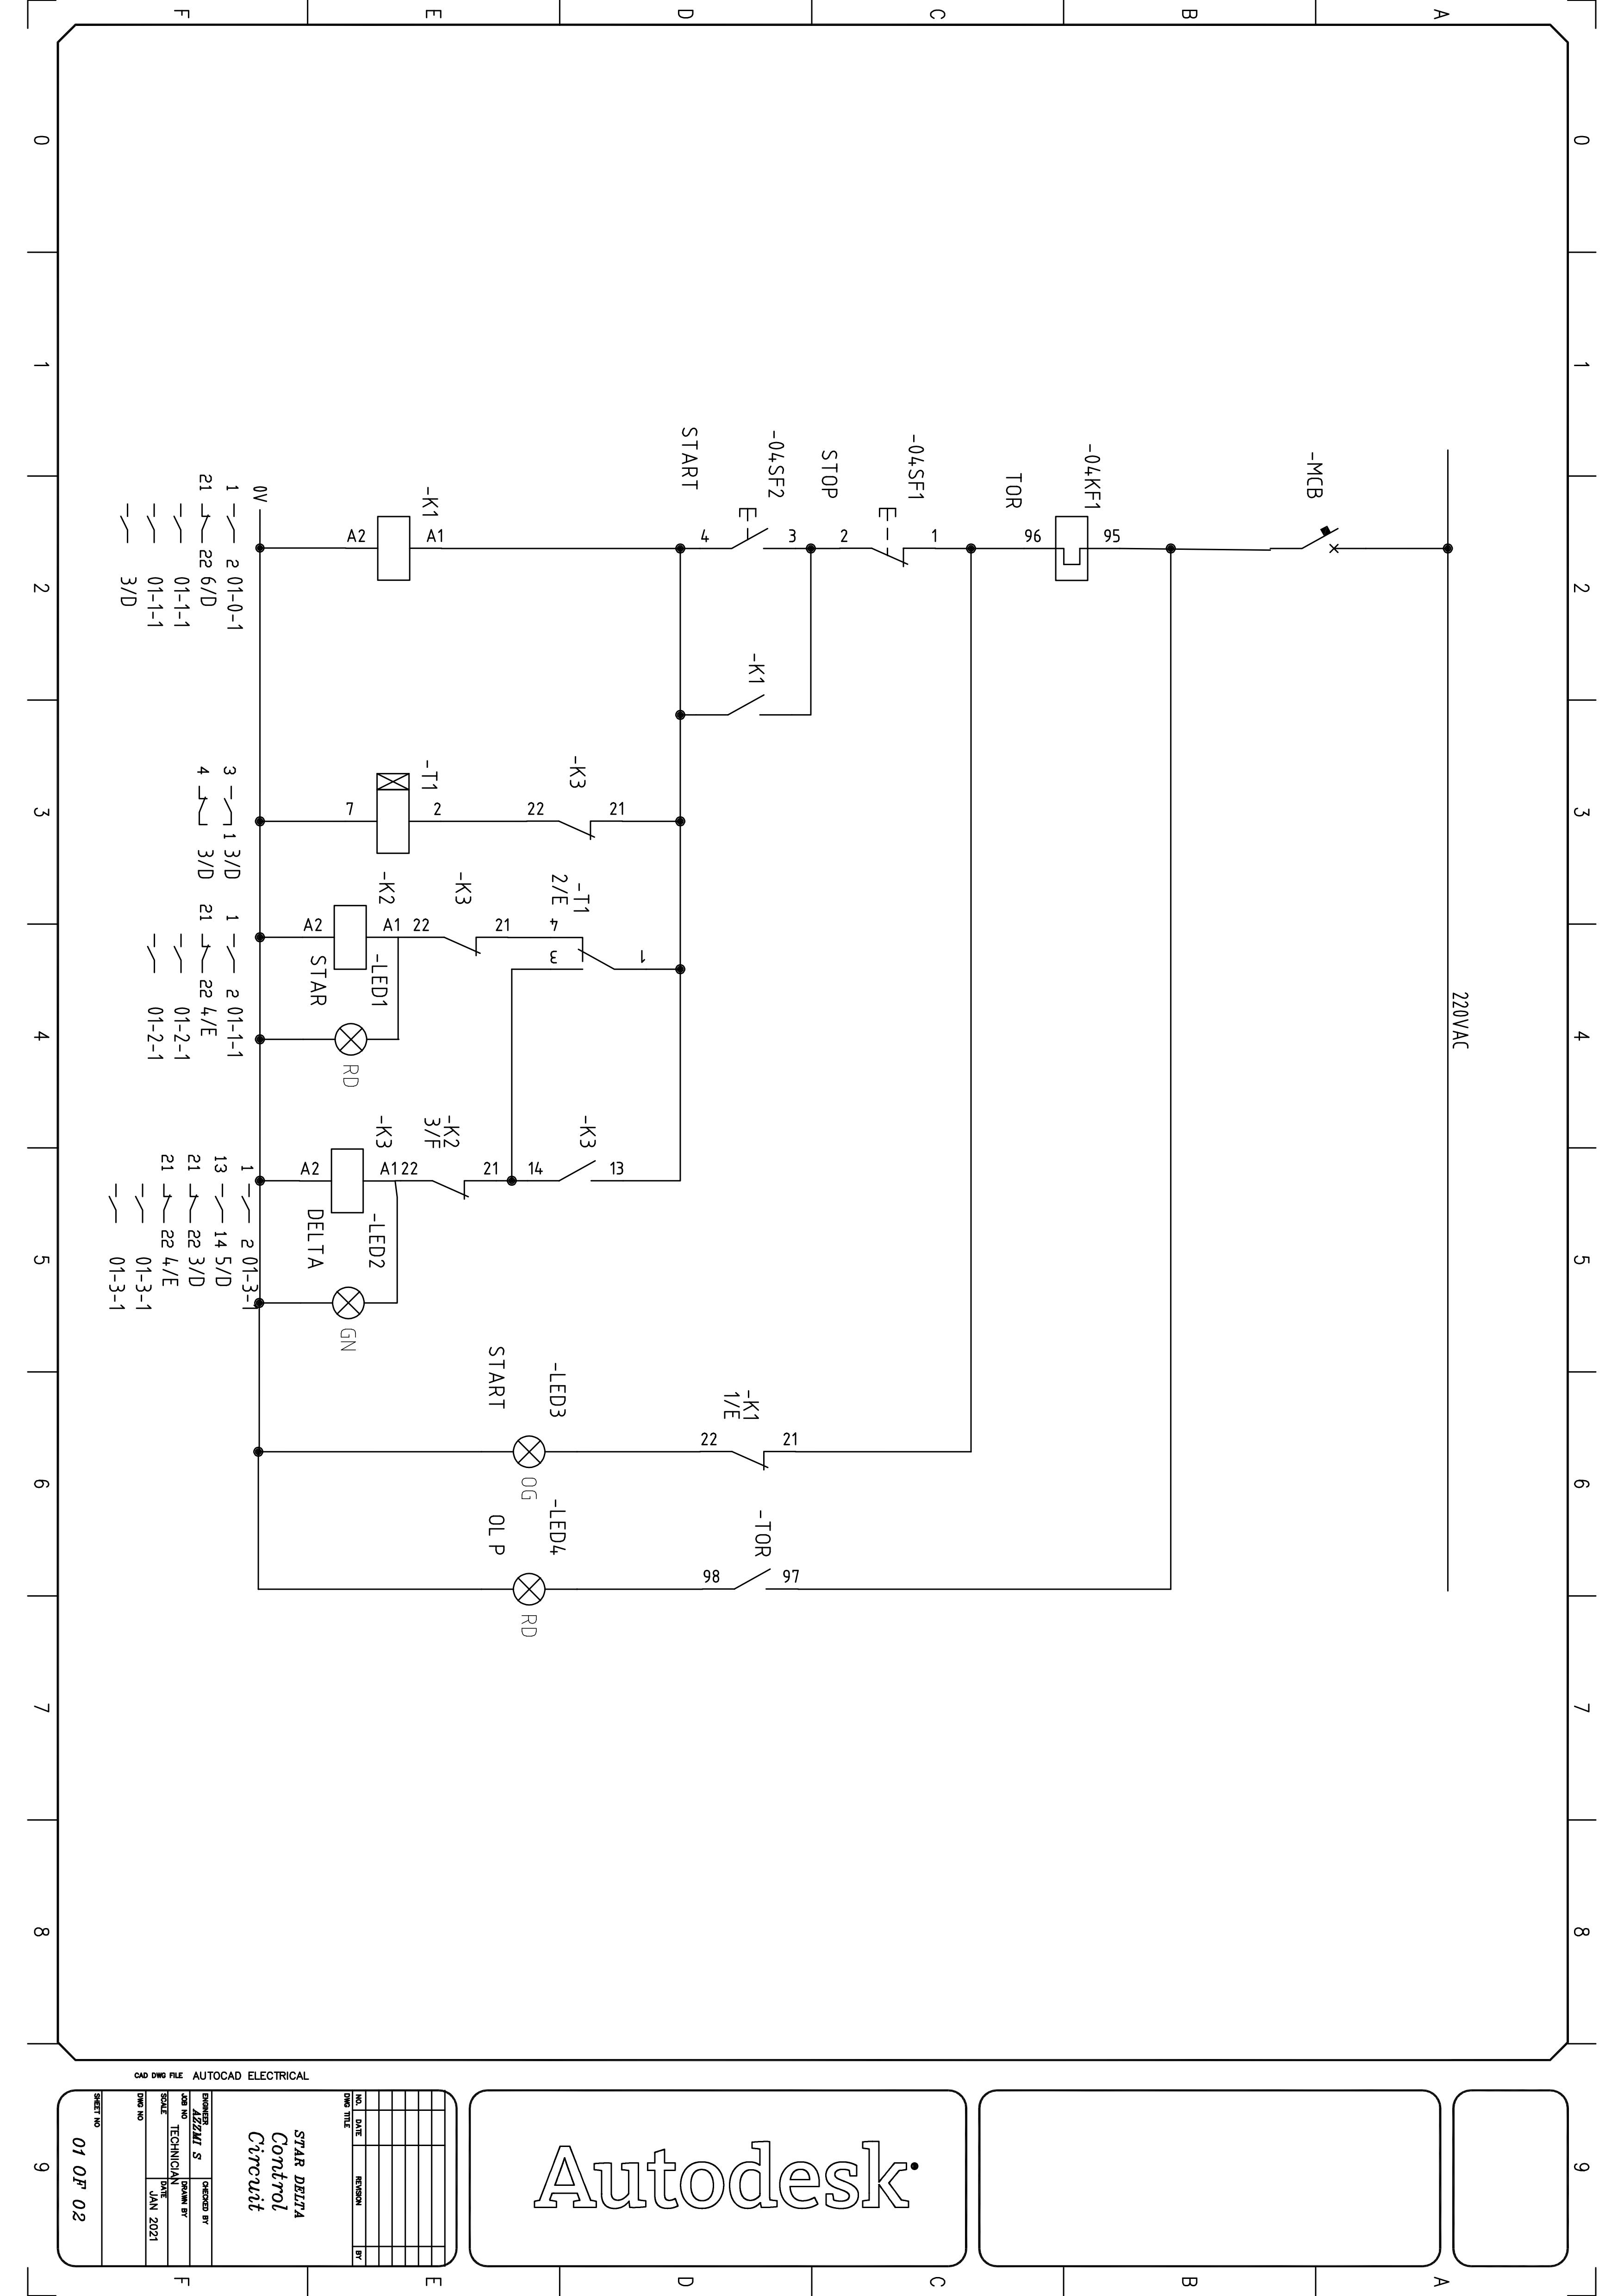 0 1 2 3 4 5 6 7 8 9
A A
220VAC
-MCB
B B
95
-04KF1
96
TOR
C C
1
-04SF1
2
STOP
3
-04SF2
-K1
4
START
21
-K1
1/E
22
97
-TOR
98
D D
21
-K3
22
1
-T1
2/E
4 3
13
-K3
14
-LED3
OG
START
-LED4
RD
OL P
21
-K3
22
21
-K2
3/F
22
E E
-K1
A1
A2
-T1
2
7
-K2
A1
A2
-LED1
RD
STAR
-K3
A1
A2
-LED2
GN
DELTA
0V
1 2 01-0-1
21 22 6/D
01-1-1
01-1-1
3/D
3 1 3/D
4 3/D
1 2 01-1-1
21 22 4/E
01-2-1
01-2-1
1 2 01-3-1
13 14 5/D
21 22 3/D
21 22 4/E
01-3-1
01-3-1
F F
0 1 2 3 4 5 6 7 8 9
Autodesk
NO. DATE REVISION BY
DWG TITLE
STAR DELTA
Control
Circuit
ENGINEER
AZZMI S
CHECKED BY
JOB NO
TECHNICIAN
DRAWN BY
SCALE
DATE
JAN 2021
DWG NO
SHEET NO
01 OF 02
CAD DWG FILE AUTOCAD ELECTRICAL